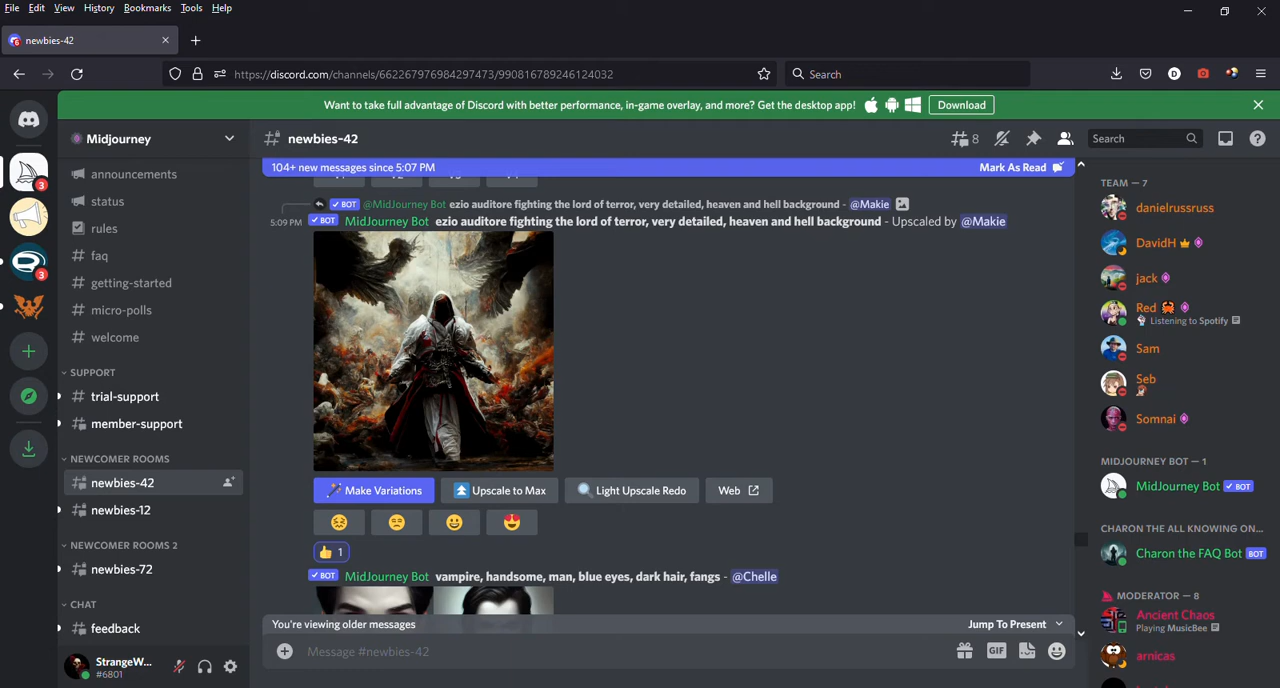 File Edit View History Bookmarks Tools Help
newbies-42
https://discord.com/channels/662267976984297473/990816789246124032
Search
Want to take full advantage of Discord with better performance, in-game overlay, and more? Get the desktop app! Download
Midjourney
announcements
status
rules
faq
getting-started
micro-polls
welcome
SUPPORT
trial-support
member-support
NEWCOMER ROOMS
newbies-42
newbies-12
NEWCOMER ROOMS 2
newbies-72
CHAT
feedback
StrangeW...
#6801
3
3
newbies-42
8
Search
104+ new messages since 5:07 PM Mark As Read
BOT @MidJourney Bot ezio auditore fighting the lord of terror, very detailed, heaven and hell background - @Makie
5:09 PM BOT MidJourney Bot ezio auditore fighting the lord of terror, very detailed, heaven and hell background - Upscaled by @Makie
Make Variations Upscale to Max Light Upscale Redo Web
1
BOT MidJourney Bot vampire, handsome, man, blue eyes, dark hair, fangs - @Chelle
You're viewing older messages Jump To Present
Message #newbies-42
GIF
TEAM — 7
danielrussruss
DavidH
jack
Red
Listening to Spotify
Sam
Seb
Somnai
MIDJOURNEY BOT — 1
MidJourney Bot BOT
CHARON THE ALL KNOWING ON...
Charon the FAQ Bot BOT
MODERATOR — 8
Ancient Chaos
Playing MusicBee
arnicas